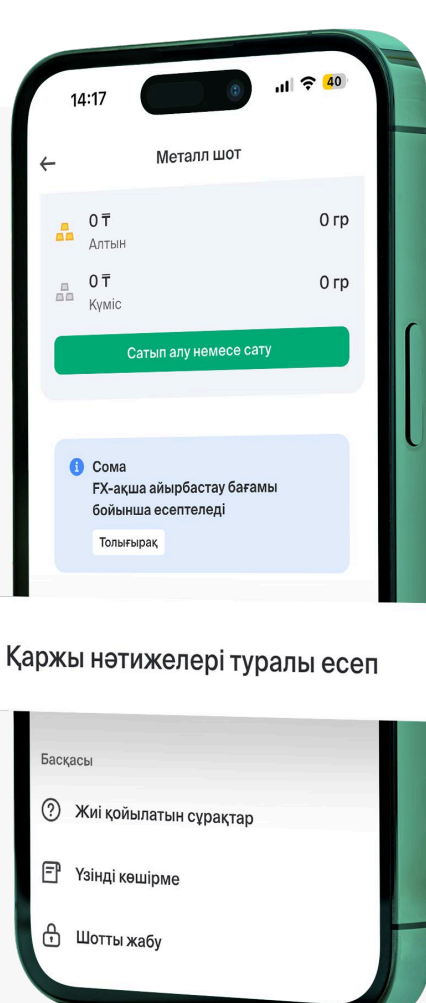 14:17
40
Металл шот
0 ₸
0 гр
Алтын
0 ₸
0 гр
Күміс
Сатып алу немесе сату
Сома
FX-ақша айырбастау бағамы
бойынша есептеледі
Толығырақ
Қаржы нәтижелері туралы есеп
Басқасы
Жиі қойылатын сұрақтар
Үзінді көшірме
Шотты жабу